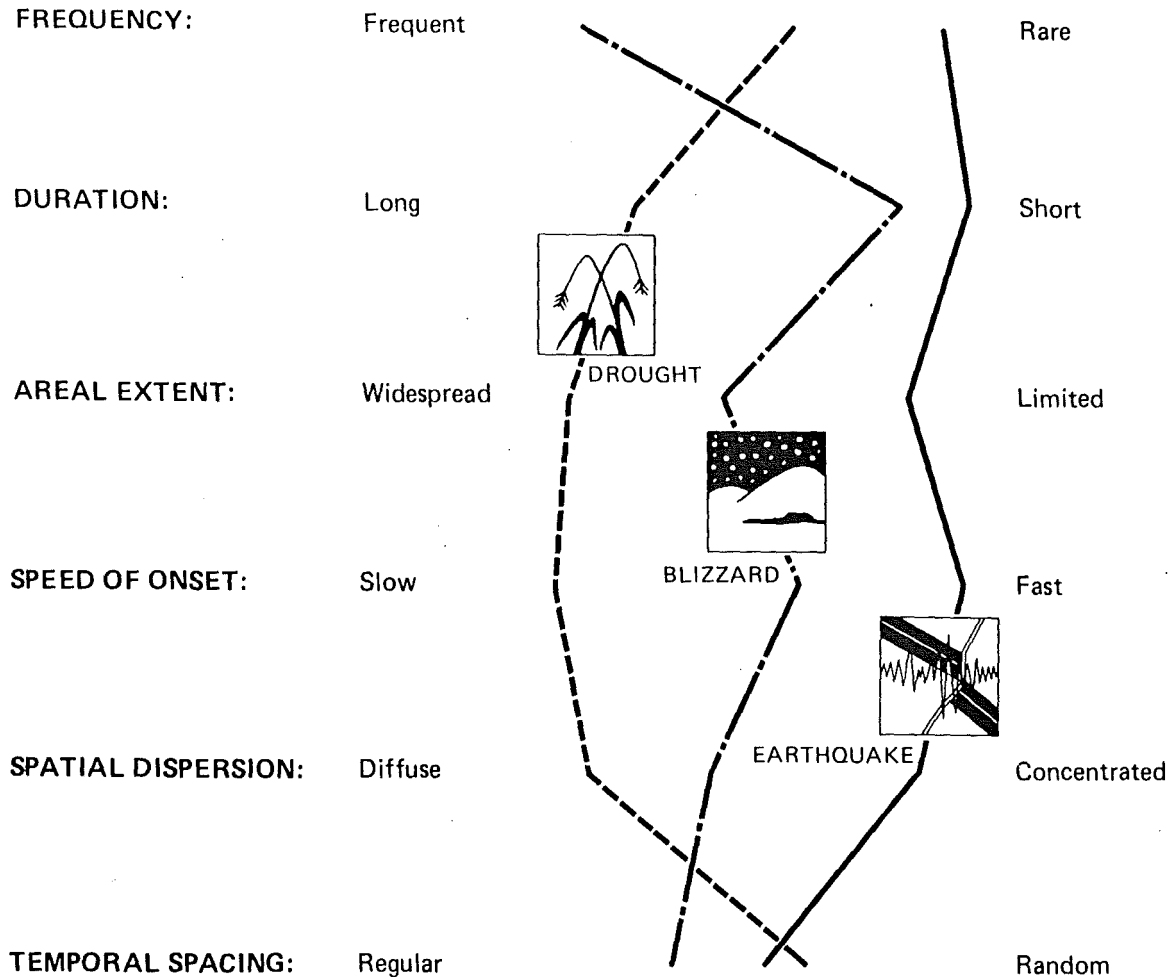 FREQUENCY: Frequent Rare
DURATION: Long Short
DROUGHT
AREAL EXTENT: Widespread Limited
BLIZZARD
SPEED OF ONSET: Slow Fast
EARTHQUAKE
SPATIAL DISPERSION: Diffuse Concentrated
TEMPORAL SPACING: Regular Random